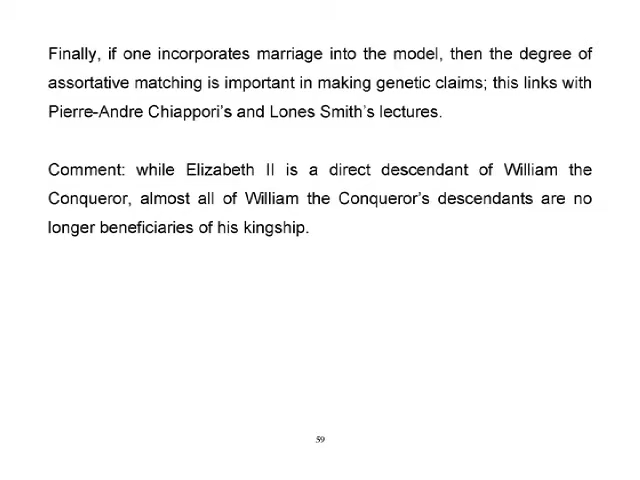 Finally, if one incorporates marriage into the model, then the degree of
assortative matching is important in making genetic claims; this links with
Pierre-Andre Chiappori's and Lones Smith's lectures.
Comment: while Elizabeth II is a direct descendant of William the
Conqueror, almost all of William the Conqueror's descendants are no
longer beneficiaries of his kingship.
59